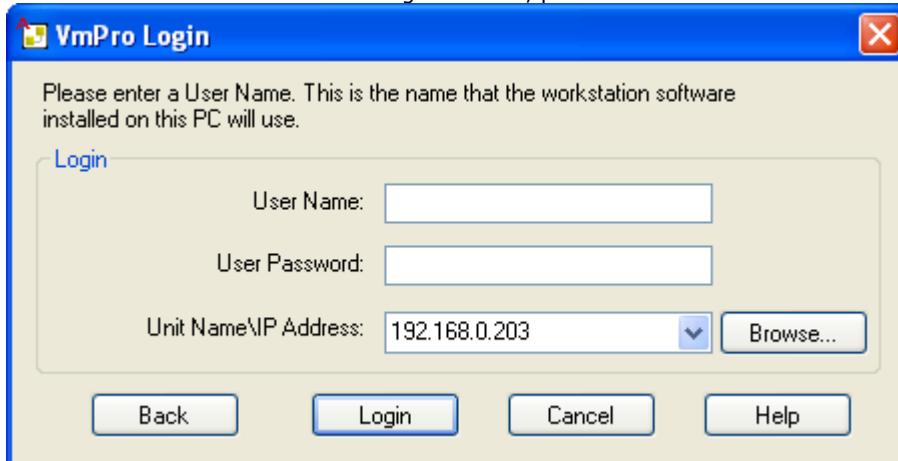 VmPro Login
Please enter a User Name. This is the name that the workstation software
installed on this PC will use.
Login
User Name:
User Password:
Unit Name\IP Address: 192.168.0.203 Browse...
Back Login Cancel Help